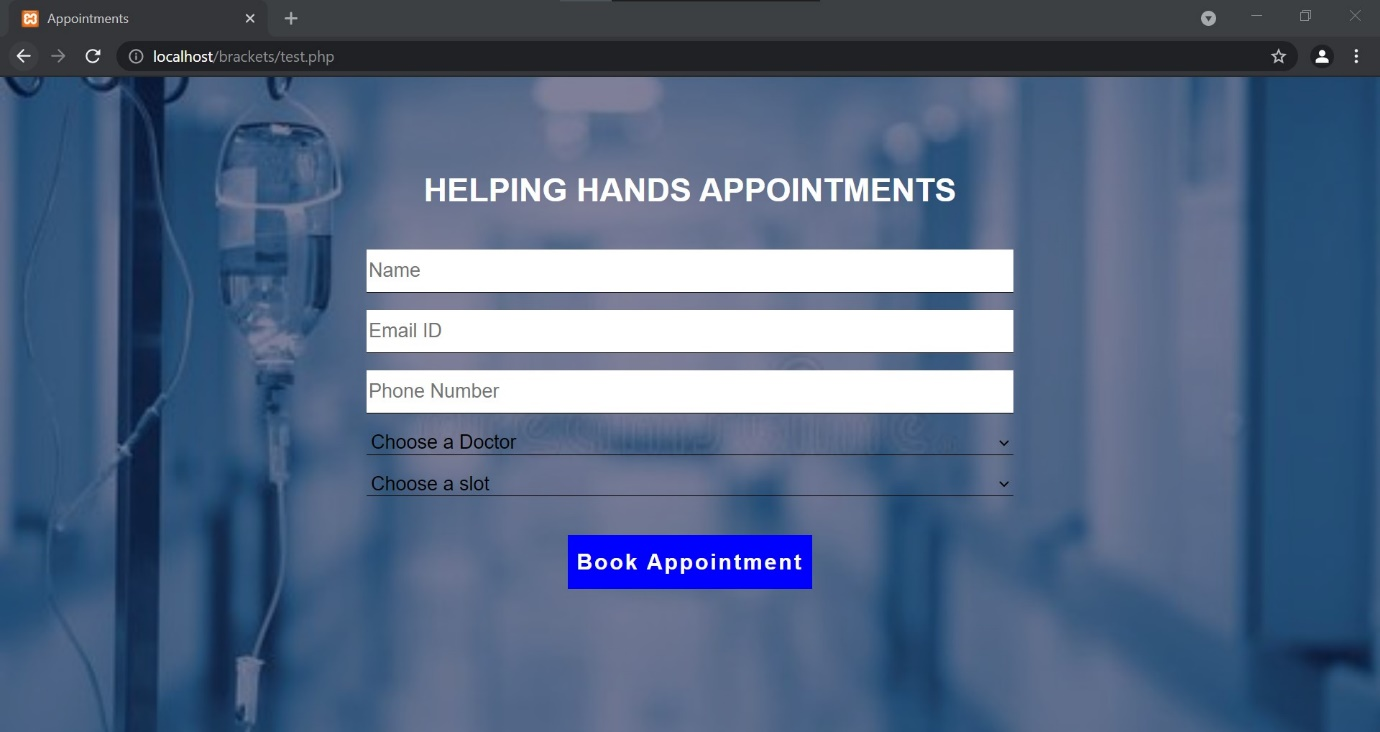 Appointments
localhost/brackets/test.php
HELPING HANDS APPOINTMENTS
Name
Email ID
Phone Number
Choose a Doctor
Choose a slot
Book Appointment